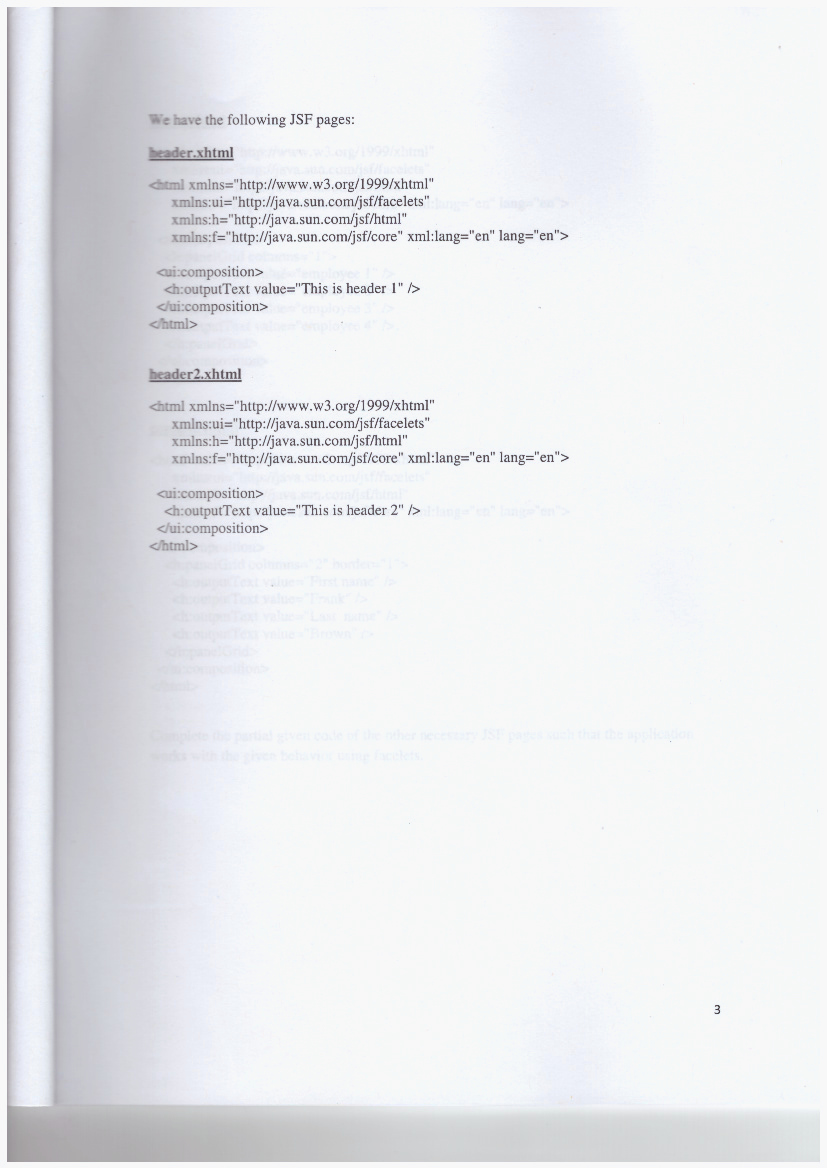 We have the following JSF pages:
header.xhtml
<html xmlns="http://www.w3.org/1999/xhtml"
xmlns:ui="http://java.sun.com/jsf/facelets"
xmlns:h="http://java.sun.com/jsf/html"
xmlns:f="http://java.sun.com/jsf/core" xml:lang="en" lang="en">
<ui:composition>
<h:outputText value="This is header 1" />
</ui:composition>
</html>
header2.xhtml
<html xmlns="http://www.w3.org/1999/xhtml"
xmlns:ui="http://java.sun.com/jsf/facelets"
xmlns:h="http://java.sun.com/jsf/html"
xmlns:f="http://java.sun.com/jsf/core" xml:lang="en" lang="en">
<ui:composition>
<h:outputText value="This is header 2" />
</ui:composition>
</html>
3